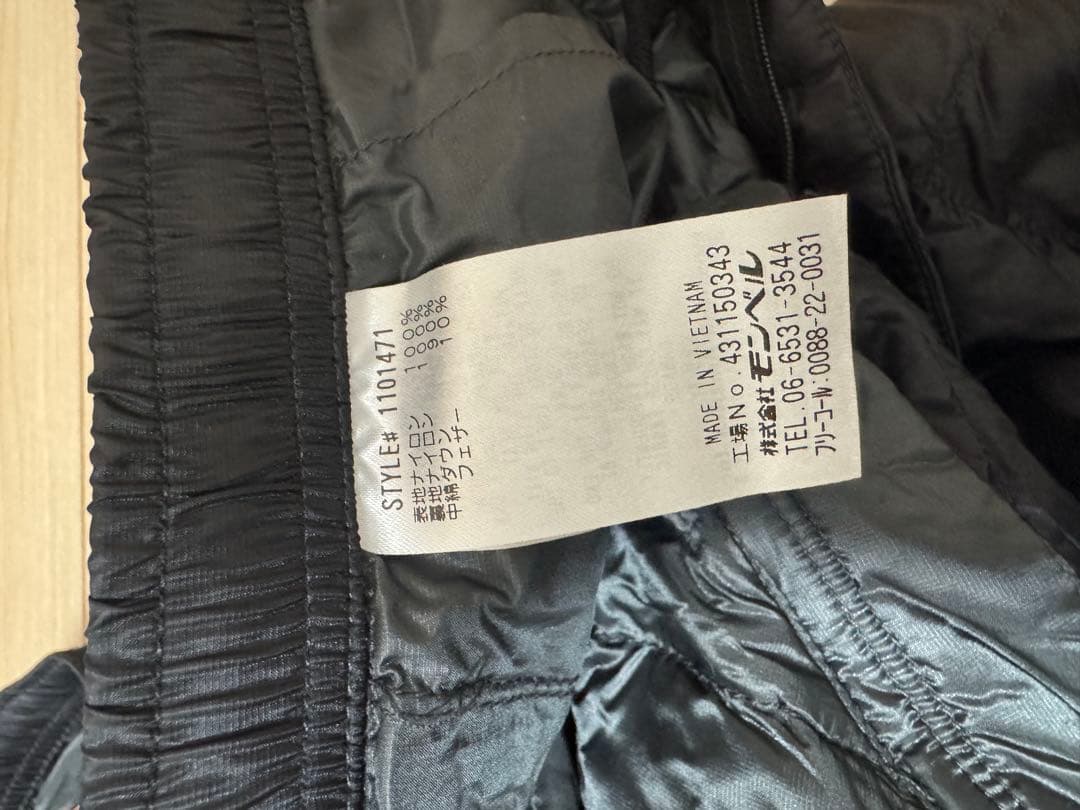 STYLE# 1101471
表地ナイロン 100%
裏地ナイロン 100%
中綿ダウン 90%
フェザー 10%
MADE IN VIETNAM
工場No.431150343
株式会社モンベル
TEL.06-6531-3544
フリーコール:0088-22-0031